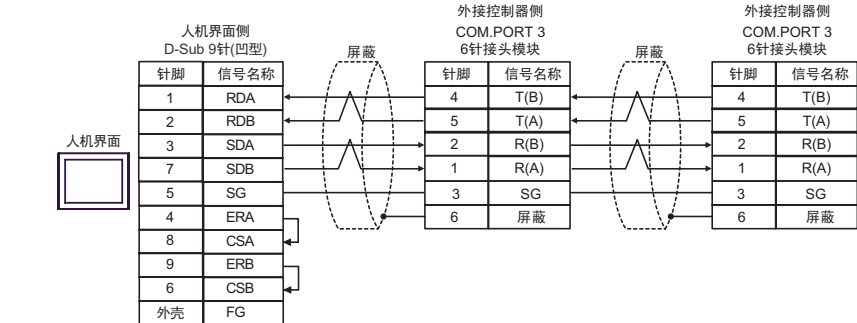 外接控制器侧
COM.PORT 3
6针接头模块
外接控制器侧
COM.PORT 3
6针接头模块
人机界面侧
D-Sub 9针(凹型)
屏蔽
屏蔽
人机界面
针脚 信号名称
1 RDA
2 RDB
3 SDA
7 SDB
5 SG
4 ERA
8 CSA
9 ERB
6 CSB
外壳 FG
针脚 信号名称
4 T(B)
5 T(A)
2 R(B)
1 R(A)
3 SG
6 屏蔽
针脚 信号名称
4 T(B)
5 T(A)
2 R(B)
1 R(A)
3 SG
6 屏蔽